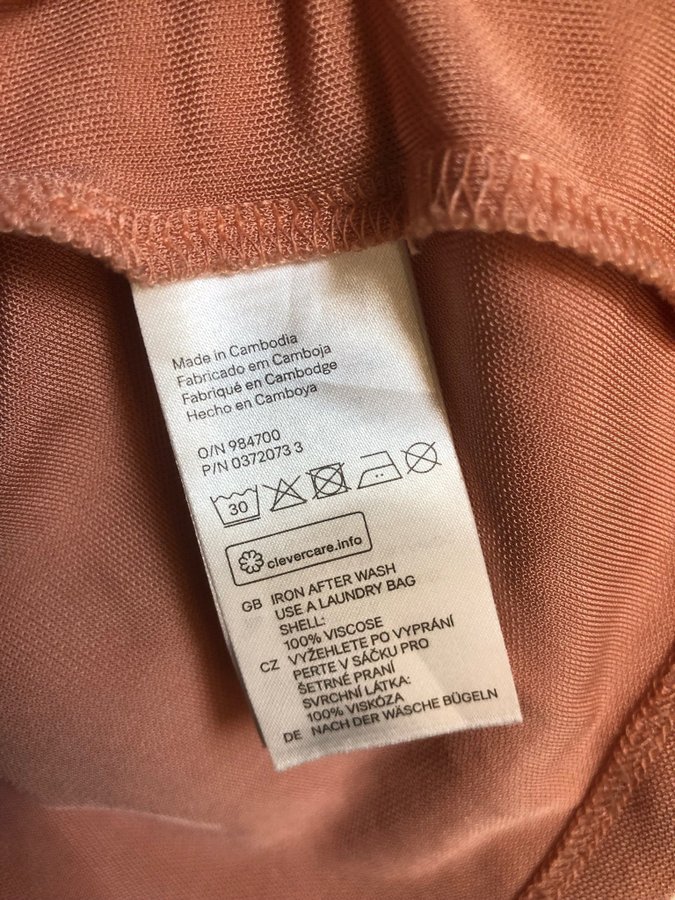 Made in Cambodia
Fabricado em Camboja
Fabriqué en Cambodge
Hecho en Camboya
O/N 984700
P/N 0372073 3
30
clevercare.info
GB IRON AFTER WASH
USE A LAUNDRY BAG
SHELL:
100% VISCOSE
CZ VYŽEHLETE PO VYPRÁNÍ
PERTE V SÁČKU PRO
ŠETRNÉ PRANÍ
SVRCHNÍ LÁTKA:
100% VISKÓZA
DE NACH DER WÄSCHE BÜGELN